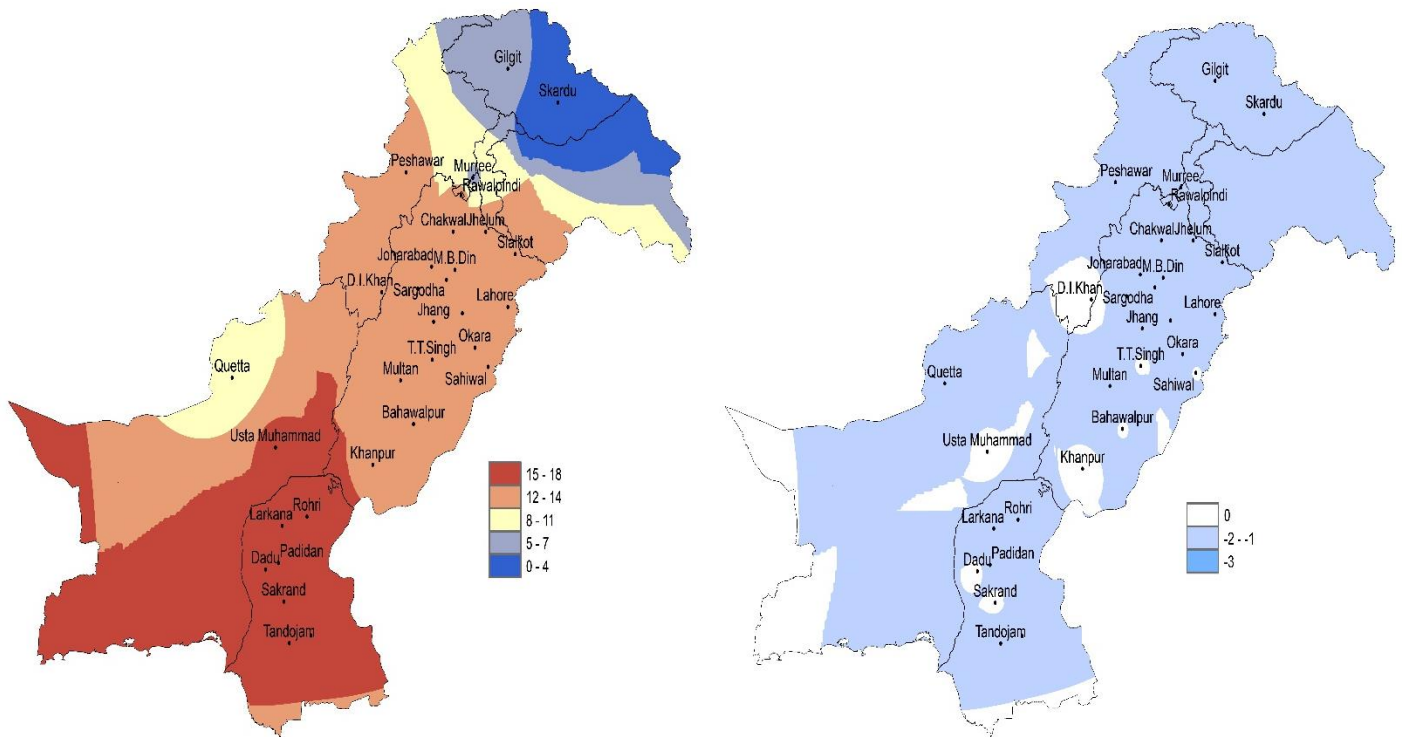 Gilgit
Skardu
Peshawar
Murree
Rawalpindi
Chakwal
Jhelum
Sialkot
Joharabad
M.B.Din
D.I.Khan
Sargodha
Lahore
Jhang
Okara
T.T.Singh
Quetta
Multan
Sahiwal
Bahawalpur
Usta Muhammad
Khanpur
Rohri
Larkana
Dadu
Padidan
Sakrand
Tandojam
15 - 18
12 - 14
8 - 11
5 - 7
0 - 4
Gilgit
Skardu
Peshawar
Murree
Rawalpindi
Chakwal
Jhelum
Sialkot
Joharabad
M.B.Din
D.I.Khan
Sargodha
Lahore
Jhang
Okara
T.T.Singh
Quetta
Multan
Sahiwal
Bahawalpur
Usta Muhammad
Khanpur
Rohri
Larkana
Dadu
Padidan
Sakrand
Tandojam
0
-2 - -1
-3